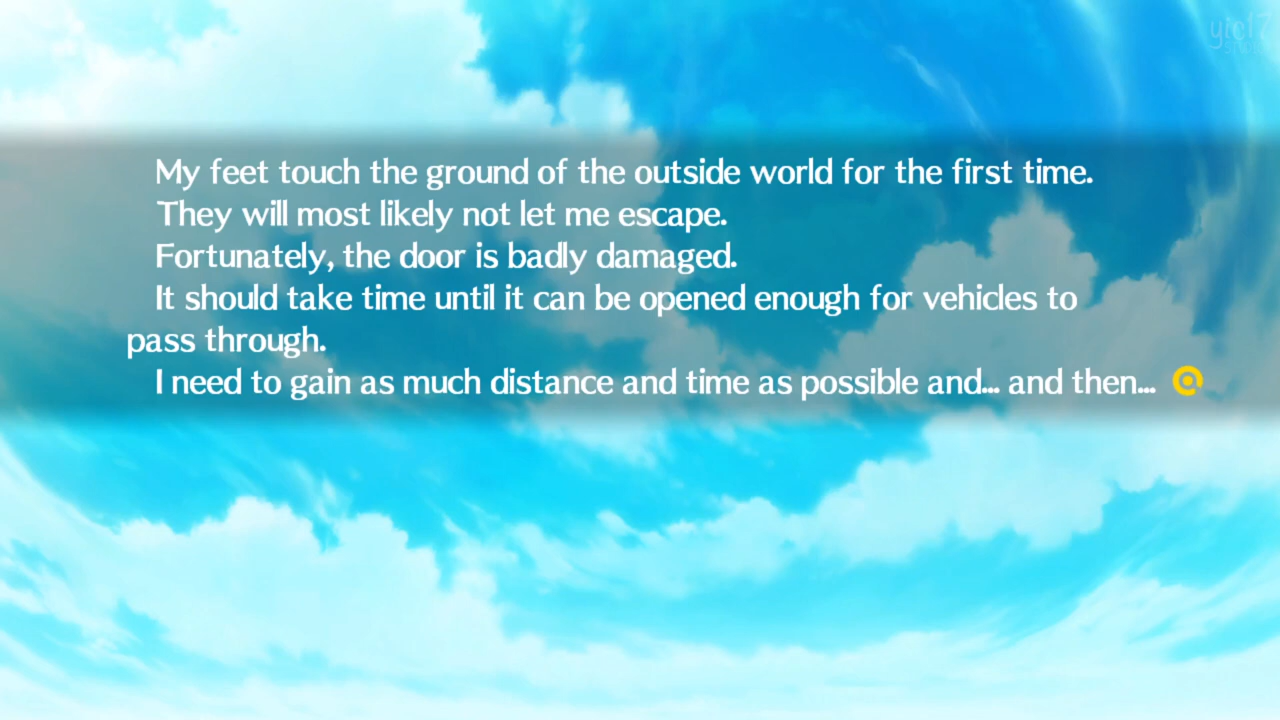 My feet touch the ground of the outside world for the first time.
They will most likely not let me escape.
Fortunately, the door is badly damaged.
It should take time until it can be opened enough for vehicles to
pass through.
I need to gain as much distance and time as possible and... and then...